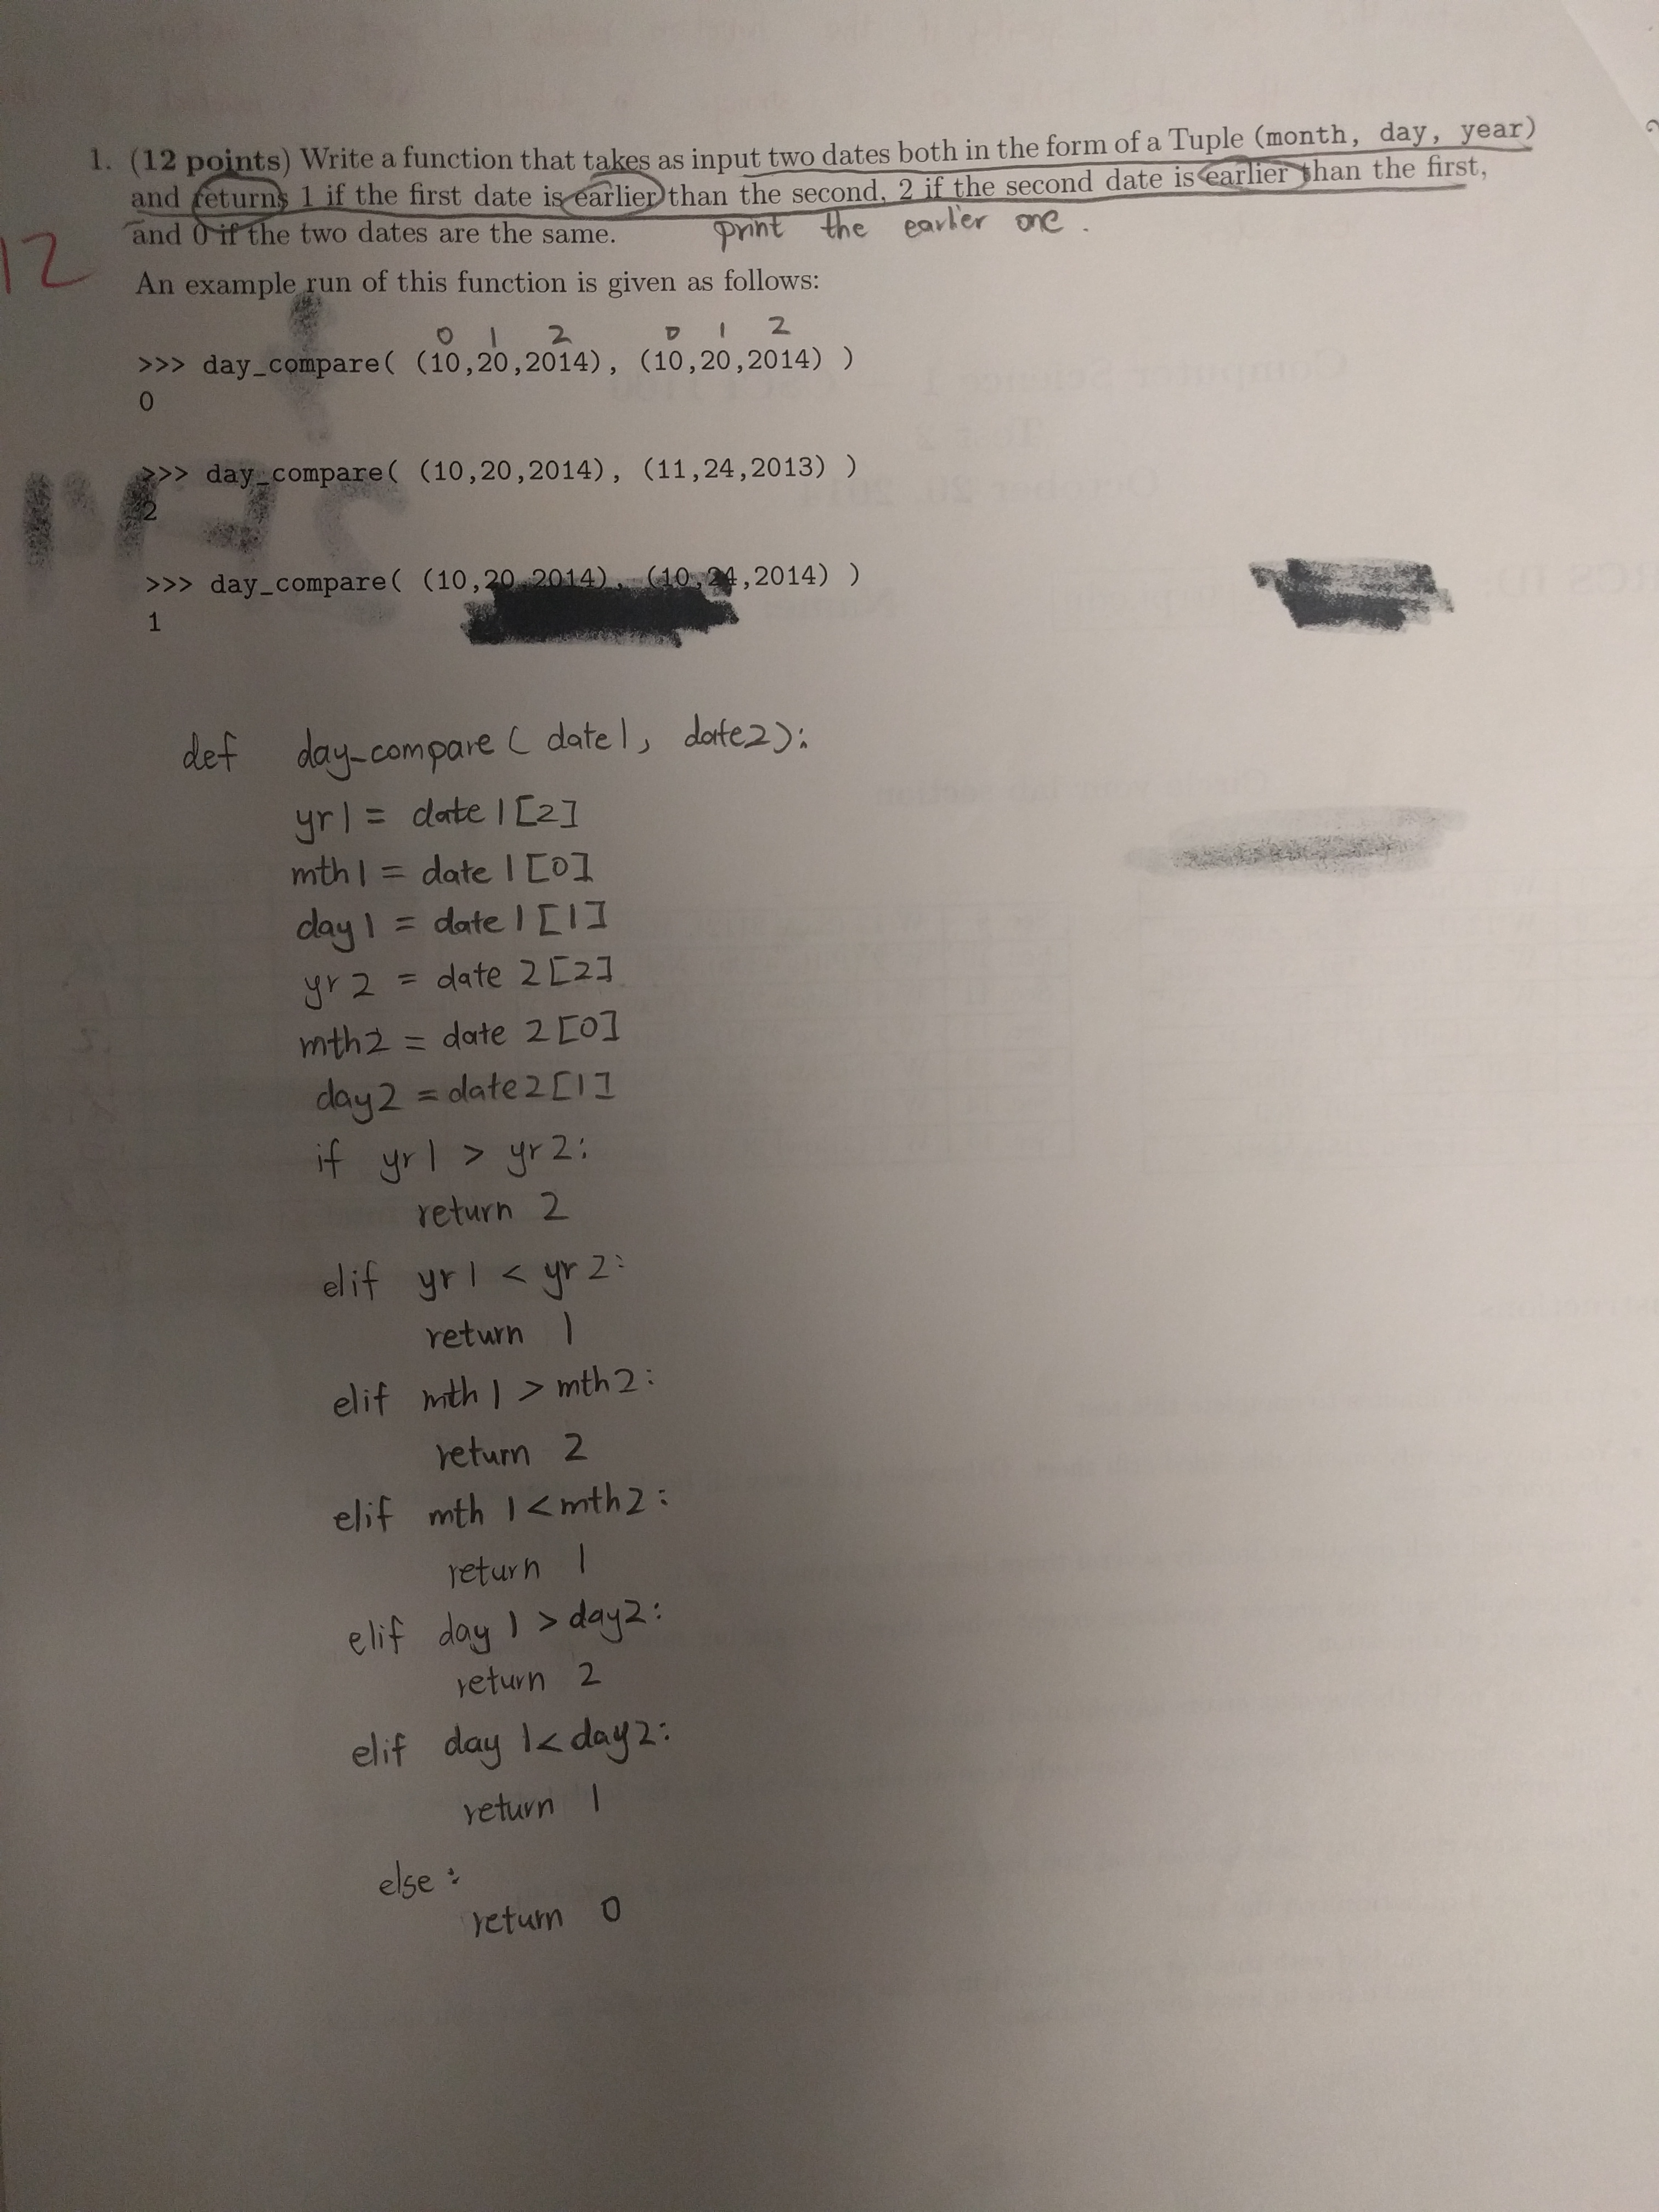 1. (12 points) Write a function that takes as input two dates both in the form of a Tuple (month, day, year)
and returns 1 if the first date is earlier than the second, 2 if the second date is earlier than the first,
and 0 if the two dates are the same. print the earlier one.
12
An example run of this function is given as follows:
0 1 2 0 1 2
>>> day_compare( (10,20,2014), (10,20,2014) )
0
>>> day_compare( (10,20,2014), (11,24,2013) )
2
>>> day_compare( (10,20,2014), (10,24,2014) )
1
def day_compare ( date1, date2):
yr1 = date1[2]
mth1 = date1[0]
day1 = date1[1]
yr2 = date2[2]
mth2 = date2[0]
day2 = date2[1]
if yr1 > yr2:
return 2
elif yr1 < yr2:
return 1
elif mth1 > mth2:
return 2
elif mth1 < mth2:
return 1
elif day1 > day2:
return 2
elif day1 < day2:
return 1
else:
return 0